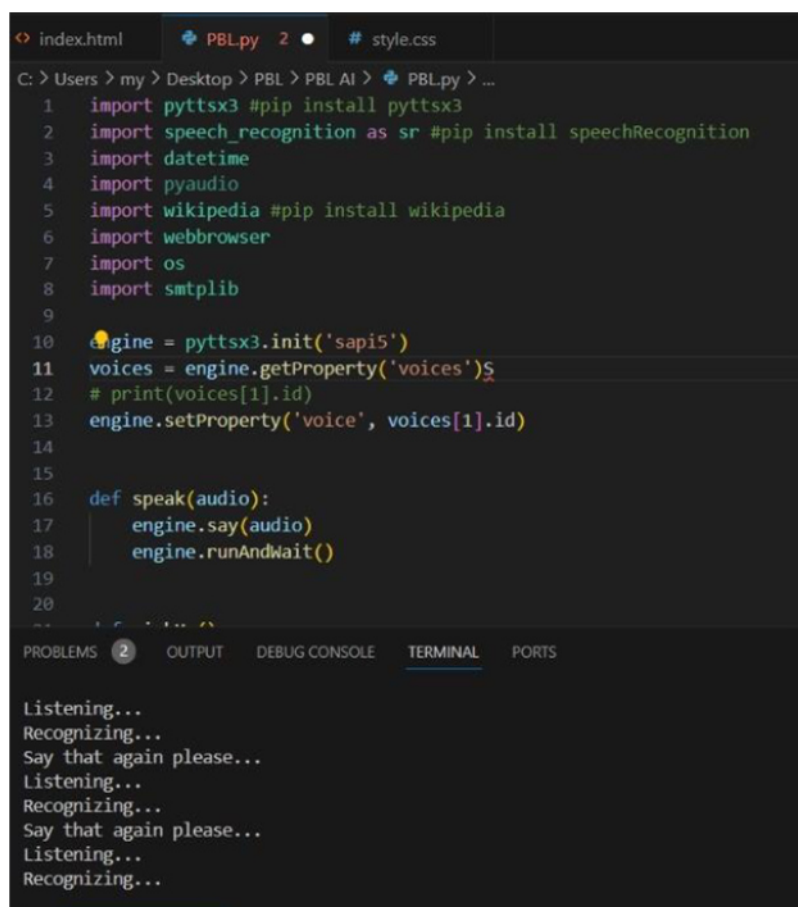 index.html PBL.py 2 style.css
C: > Users > my > Desktop > PBL > PBL AI > PBL.py > ...
1 import pyttsx3 #pip install pyttsx3
2 import speech_recognition as sr #pip install speechRecognition
3 import datetime
4 import pyaudio
5 import wikipedia #pip install wikipedia
6 import webbrowser
7 import os
8 import smtplib
9
10 engine = pyttsx3.init('sapi5')
11 voices = engine.getProperty('voices')S
12 # print(voices[1].id)
13 engine.setProperty('voice', voices[1].id)
14
15
16 def speak(audio):
17 engine.say(audio)
18 engine.runAndWait()
19
20
PROBLEMS 2 OUTPUT DEBUG CONSOLE TERMINAL PORTS
Listening...
Recognizing...
Say that again please...
Listening...
Recognizing...
Say that again please...
Listening...
Recognizing...